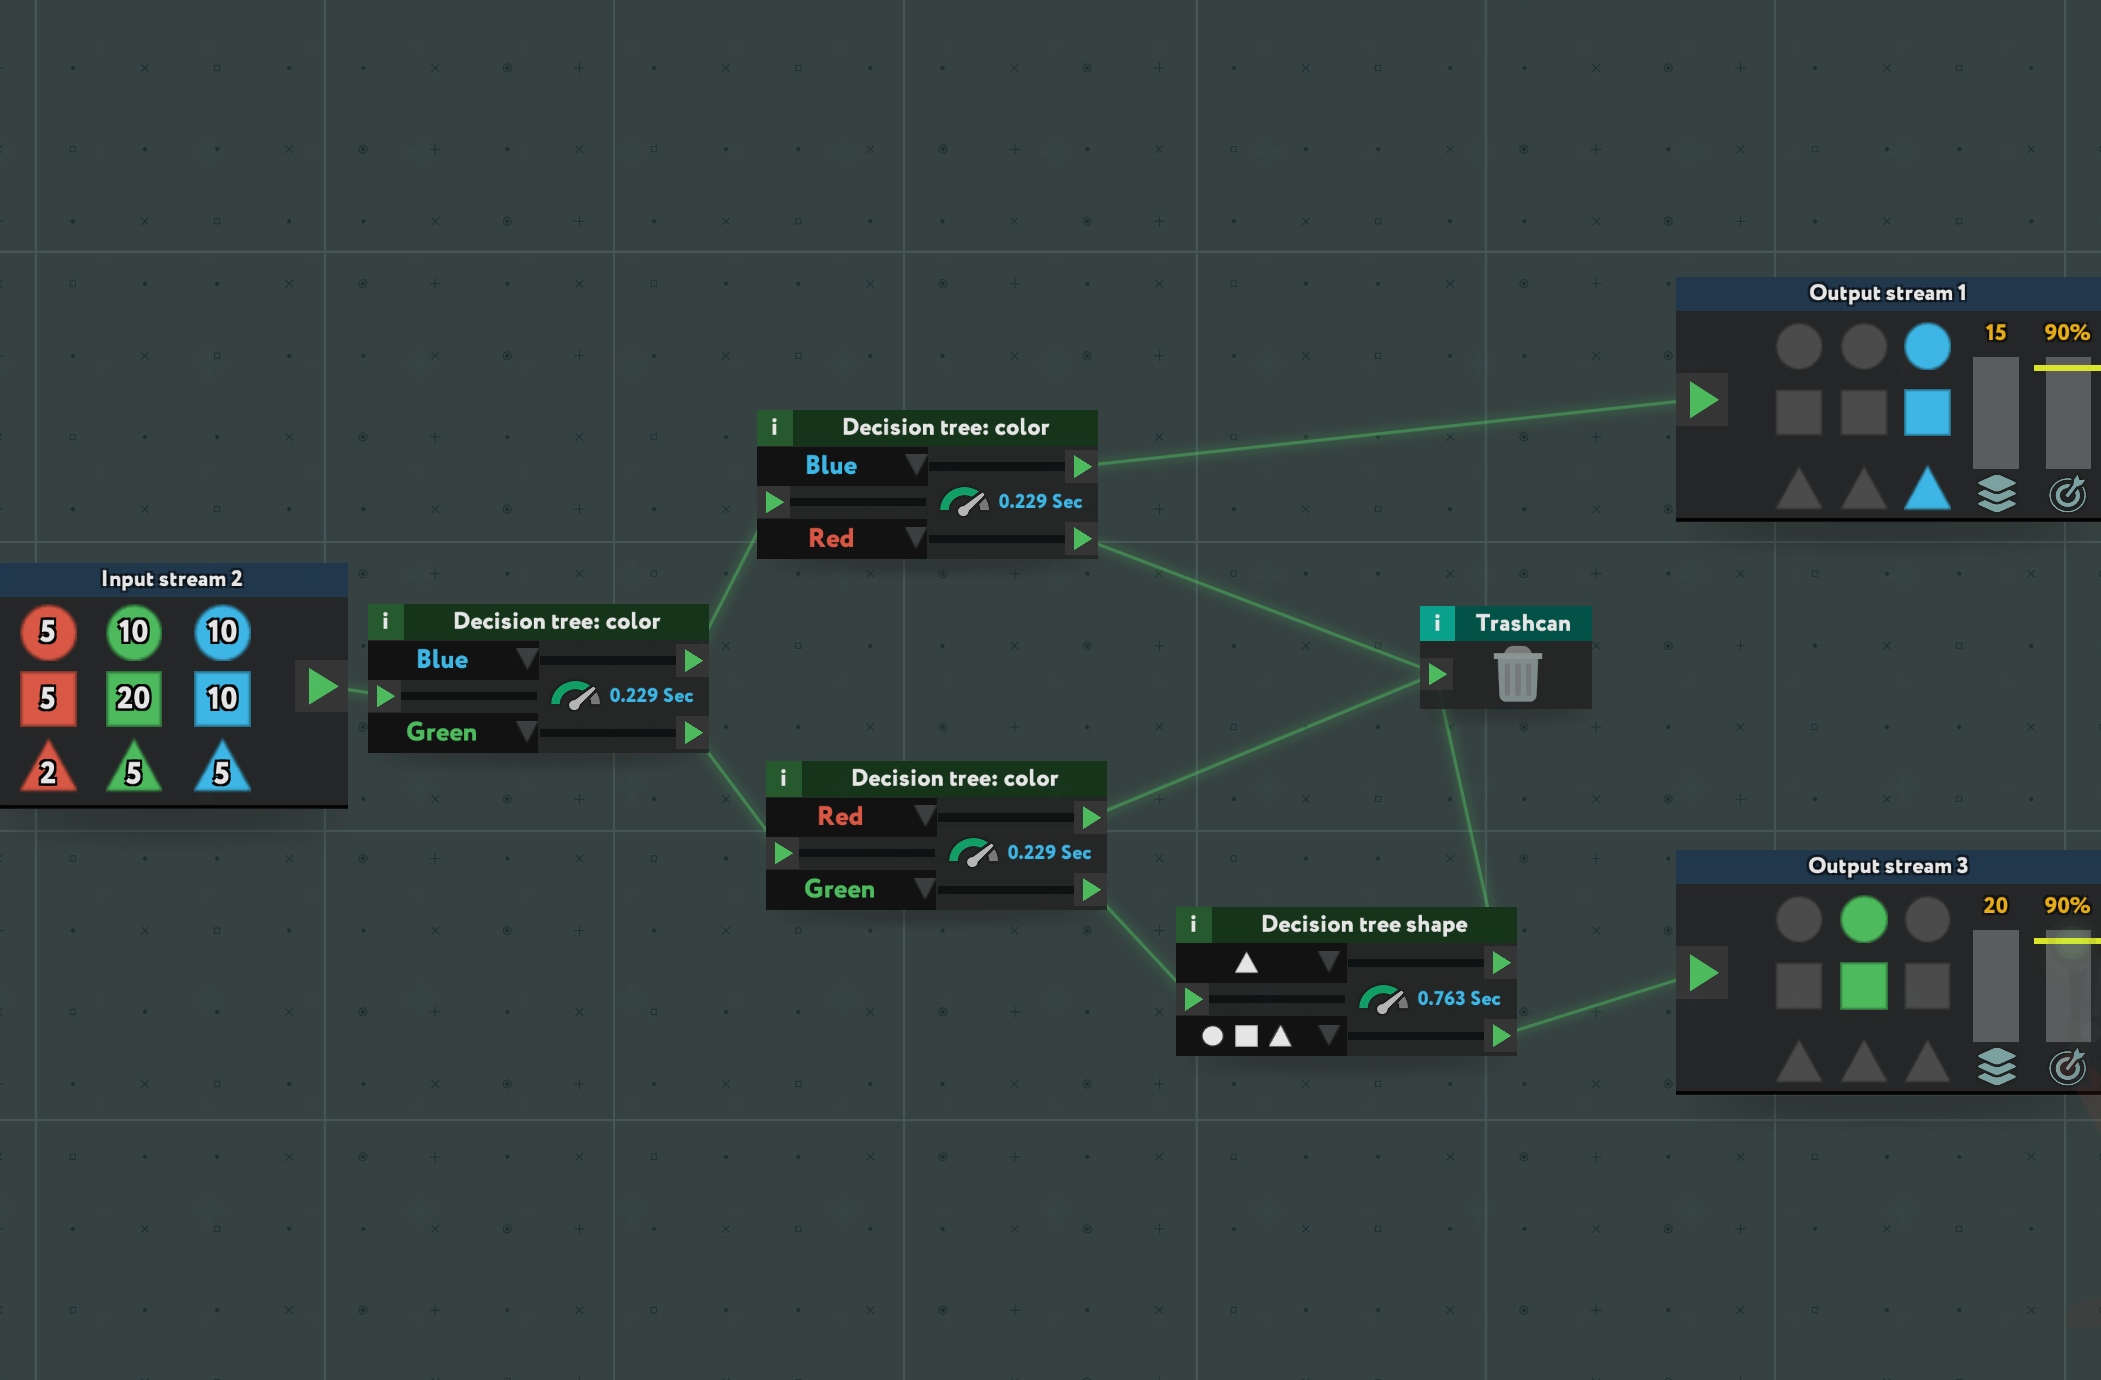 Output stream 1
15 90%
i Decision tree: color
Blue
0.229 Sec
Red
Input stream 2
5 10 10
5 20 10
2 5 5
i Decision tree: color
Blue
0.229 Sec
Green
i Trashcan
i Decision tree: color
Red
0.229 Sec
Green
Output stream 3
20 90%
i Decision tree shape
0.763 Sec